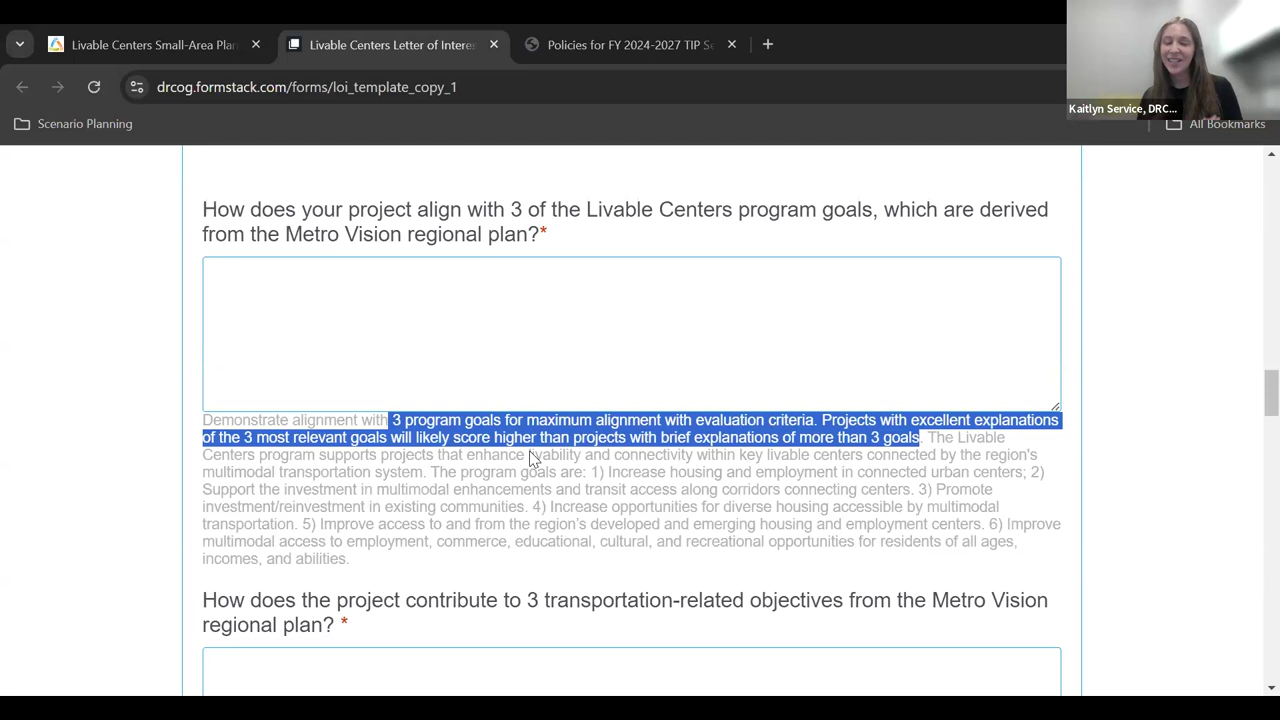 Livable Centers Small-Area Plan
Livable Centers Letter of Interes
Policies for FY 2024-2027 TIP Se
drcog.formstack.com/forms/loi_template_copy_1
Kaitlyn Service, DRC...
Scenario Planning
All Bookmarks
How does your project align with 3 of the Livable Centers program goals, which are derived
from the Metro Vision regional plan?*
Demonstrate alignment with 3 program goals for maximum alignment with evaluation criteria. Projects with excellent explanations
of the 3 most relevant goals will likely score higher than projects with brief explanations of more than 3 goals. The Livable
Centers program supports projects that enhance livability and connectivity within key livable centers connected by the region's
multimodal transportation system. The program goals are: 1) Increase housing and employment in connected urban centers; 2)
Support the investment in multimodal enhancements and transit access along corridors connecting centers. 3) Promote
investment/reinvestment in existing communities. 4) Increase opportunities for diverse housing accessible by multimodal
transportation. 5) Improve access to and from the region's developed and emerging housing and employment centers. 6) Improve
multimodal access to employment, commerce, educational, cultural, and recreational opportunities for residents of all ages,
incomes, and abilities.
How does the project contribute to 3 transportation-related objectives from the Metro Vision
regional plan? *